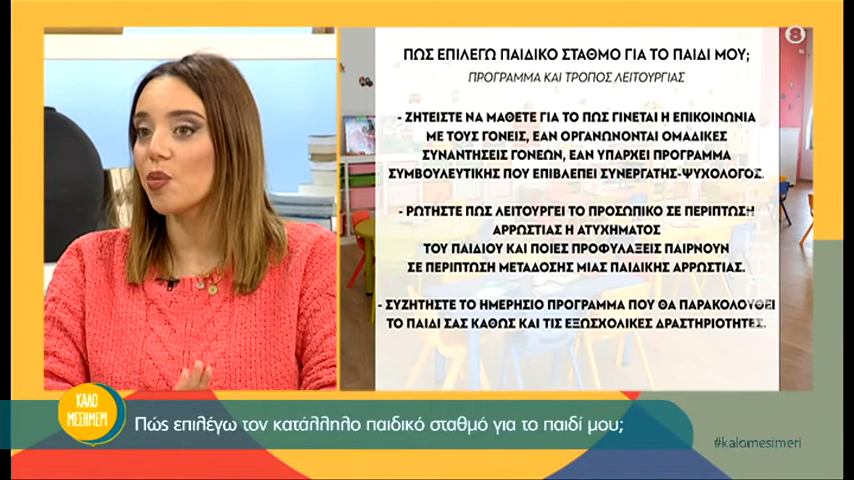 8
ΠΩΣ ΕΠΙΛΕΓΩ ΠΑΙΔΙΚΟ ΣΤΑΘΜΟ ΓΙΑ ΤΟ ΠΑΙΔΙ ΜΟΥ;
ΠΡΟΓΡΑΜΜΑ ΚΑΙ ΤΡΟΠΟΣ ΛΕΙΤΟΥΡΓΙΑΣ
- ΖΗΤΕΙΣΤΕ ΝΑ ΜΑΘΕΤΕ ΓΙΑ ΤΟ ΠΩΣ ΓΙΝΕΤΑΙ Η ΕΠΙΚΟΙΝΩΝΙΑ
ΜΕ ΤΟΥΣ ΓΟΝΕΙΣ, ΕΑΝ ΟΡΓΑΝΩΝΟΝΤΑΙ ΟΜΑΔΙΚΕΣ
ΣΥΝΑΝΤΗΣΕΙΣ ΓΟΝΕΩΝ, ΕΑΝ ΥΠΑΡΧΕΙ ΠΡΟΓΡΑΜΜΑ
ΣΥΜΒΟΥΛΕΥΤΙΚΗΣ ΠΟΥ ΕΠΙΒΛΕΠΕΙ ΣΥΝΕΡΓΑΤΗΣ-ΨΥΧΟΛΟΓΟΣ.
- ΡΩΤΗΣΤΕ ΠΩΣ ΛΕΙΤΟΥΡΓΕΙ ΤΟ ΠΡΟΣΩΠΙΚΟ ΣΕ ΠΕΡΙΠΤΩΣΗ
ΑΡΡΩΣΤΙΑΣ Η ΑΤΥΧΗΜΑΤΟΣ
ΤΟΥ ΠΑΙΔΙΟΥ ΚΑΙ ΠΟΙΕΣ ΠΡΟΦΥΛΑΞΕΙΣ ΠΑΙΡΝΟΥΝ
ΣΕ ΠΕΡΙΠΤΩΣΗ ΜΕΤΑΔΟΣΗΣ ΜΙΑΣ ΠΑΙΔΙΚΗΣ ΑΡΡΩΣΤΙΑΣ.
- ΣΥΖΗΤΗΣΤΕ ΤΟ ΗΜΕΡΗΣΙΟ ΠΡΟΓΡΑΜΜΑ ΠΟΥ ΘΑ ΠΑΡΑΚΟΛΟΥΘΕΙ
ΤΟ ΠΑΙΔΙ ΣΑΣ ΚΑΘΩΣ ΚΑΙ ΤΙΣ ΕΞΩΣΧΟΛΙΚΕΣ ΔΡΑΣΤΗΡΙΟΤΗΤΕΣ.
ΚΑΛΟ
ΜΕΣΗΜΕΡΙ
Πώς επιλέγω τον κατάλληλο παιδικό σταθμό για το παιδί μου;
#kalomesimeri